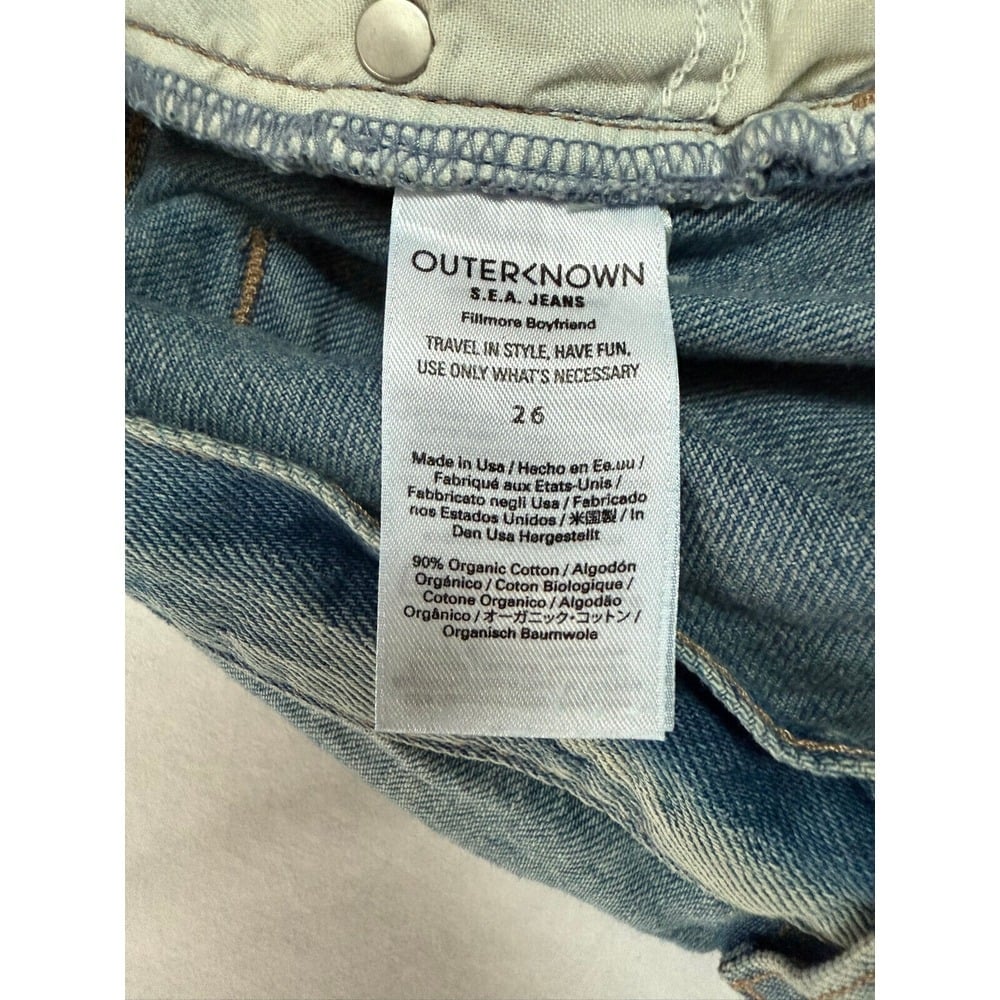 OUTERKNOWN
S.E.A. JEANS
Fillmore Boyfriend
TRAVEL IN STYLE, HAVE FUN,
USE ONLY WHAT'S NECESSARY
26
Made in Usa / Hecho en Ee.uu /
Fabriqué aux Etats-Unis /
Fabbricato negli Usa / Fabricado
nos Estados Unidos / 米国製 / In
Den Usa Hergestellt
90% Organic Cotton / Algodón
Orgánico / Coton Biologique /
Cotone Organico / Algodão
Orgânico / オーガニック・コットン /
Organisch Baumwole